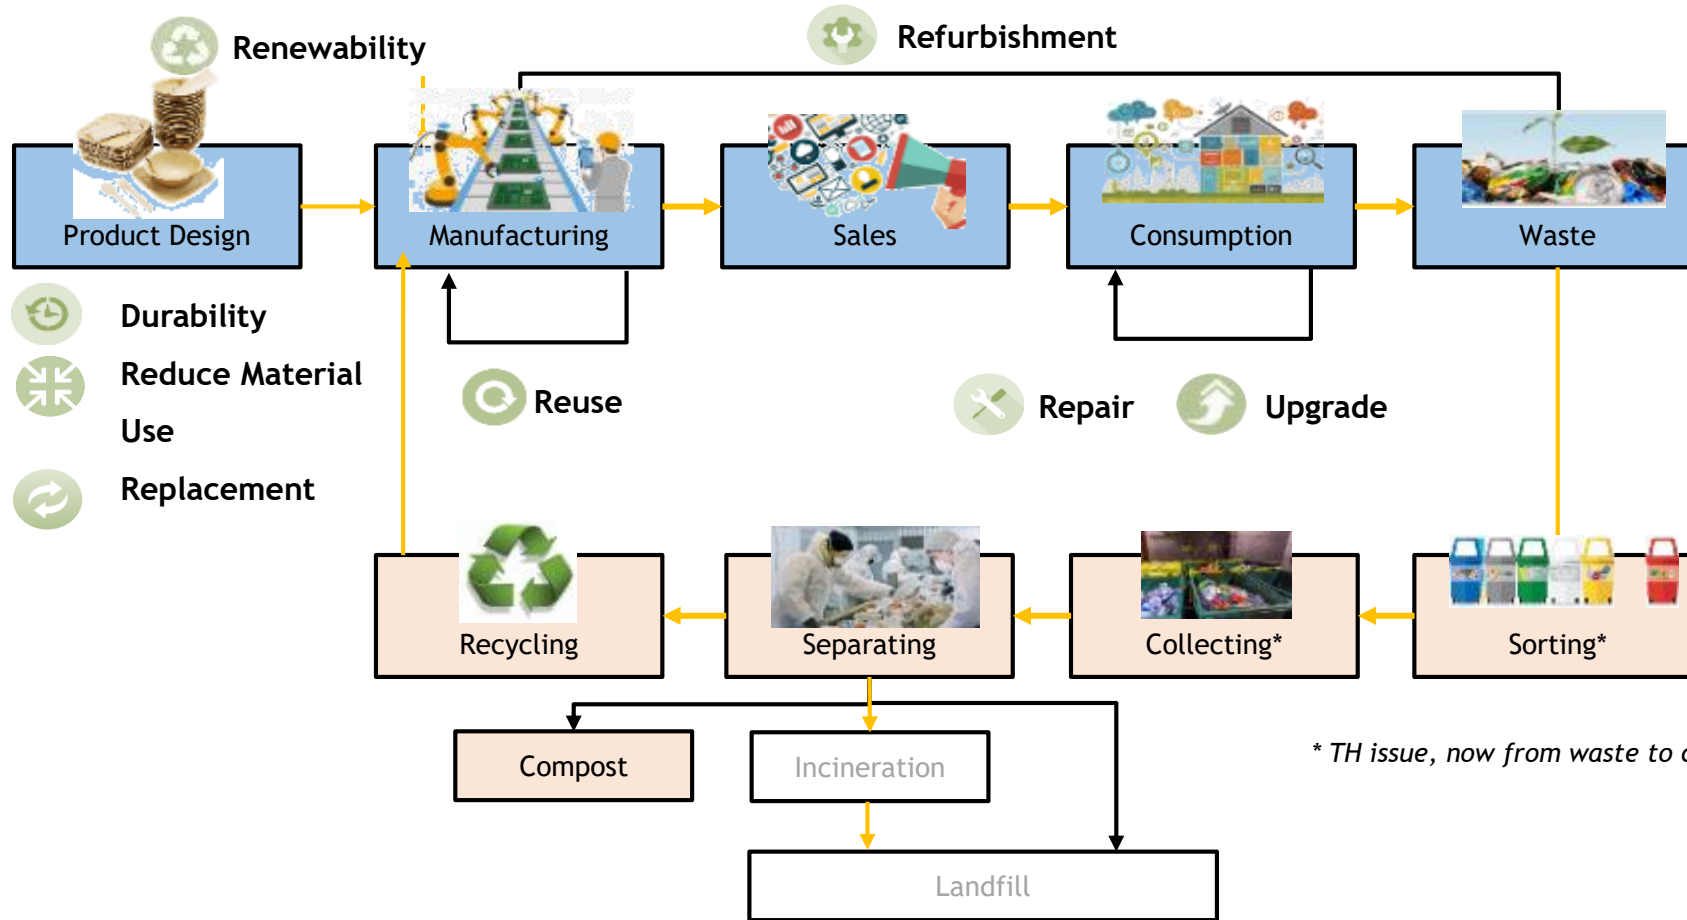 Renewability
Refurbishment
Product Design
Manufacturing
Sales
Consumption
Waste
Durability
Reduce Material
Use
Replacement
Reuse
Repair
Upgrade
Recycling
Separating
Collecting*
Sorting*
Compost
Incineration
* TH issue, now from waste to
Landfill